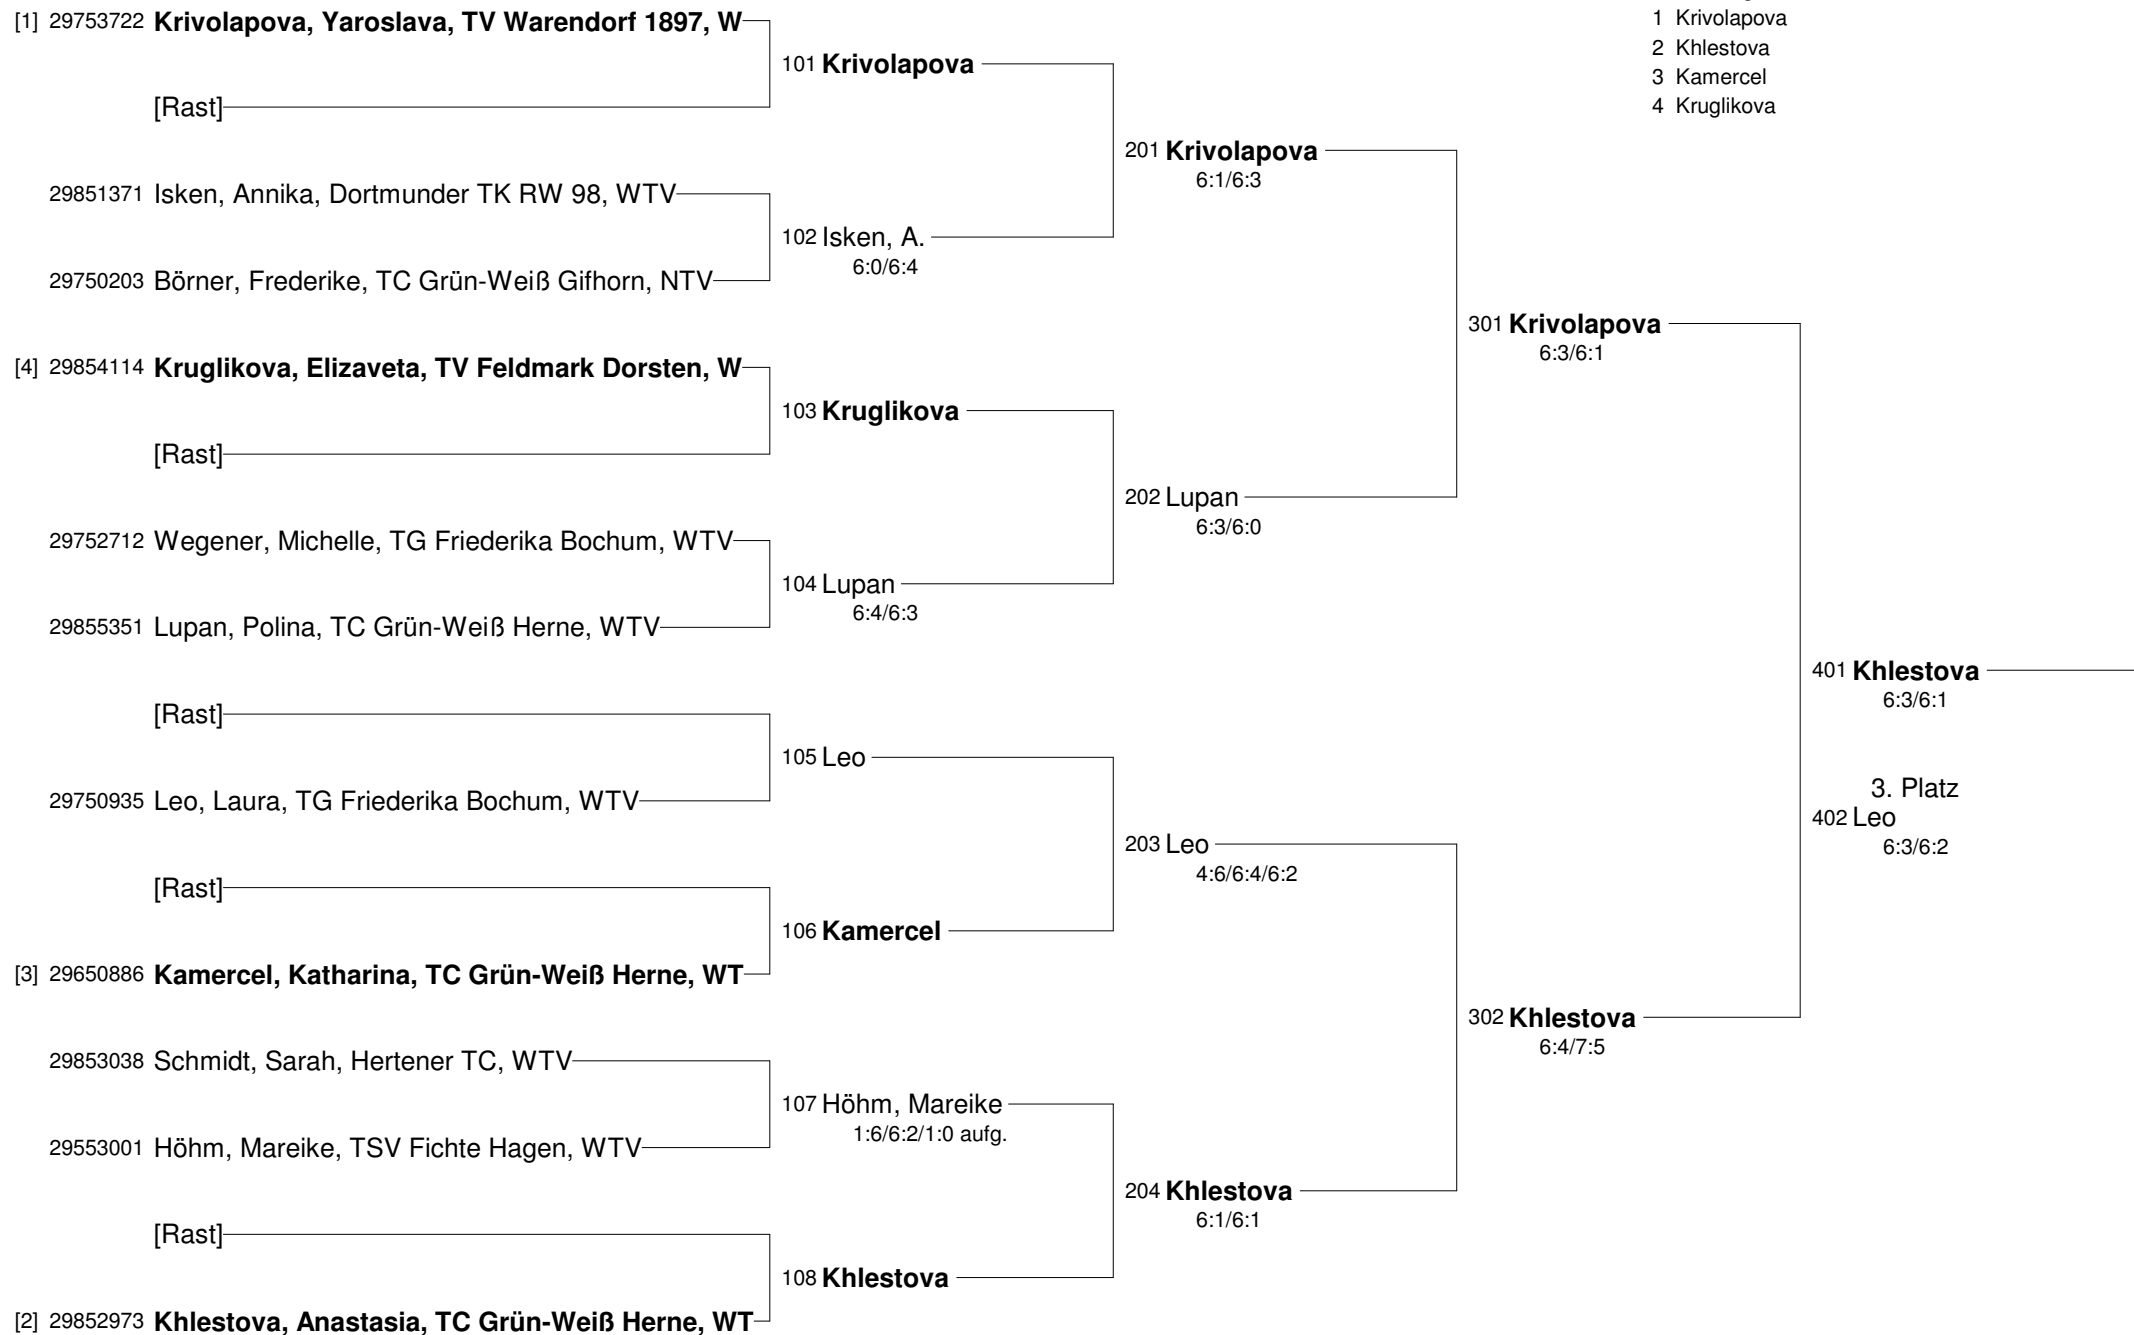 [1] 29753722 Krivolapova, Yaroslava, TV Warendorf 1897, W
[Rast]
29851371 Isken, Annika, Dortmunder TK RW 98, WTV
29750203 Börner, Frederike, TC Grün-Weiß Gifhorn, NTV
[4] 29854114 Kruglikova, Elizaveta, TV Feldmark Dorsten, W
[Rast]
29752712 Wegener, Michelle, TG Friederika Bochum, WTV
29855351 Lupan, Polina, TC Grün-Weiß Herne, WTV
[Rast]
29750935 Leo, Laura, TG Friederika Bochum, WTV
[Rast]
[3] 29650886 Kamercel, Katharina, TC Grün-Weiß Herne, WT
29853038 Schmidt, Sarah, Hertener TC, WTV
29553001 Höhm, Mareike, TSV Fichte Hagen, WTV
[Rast]
[2] 29852973 Khlestova, Anastasia, TC Grün-Weiß Herne, WT
101 Krivolapova
102 Isken, A.
6:0/6:4
103 Kruglikova
104 Lupan
6:4/6:3
105 Leo
106 Kamercel
107 Höhm, Mareike
1:6/6:2/1:0 aufg.
108 Khlestova
201 Krivolapova
6:1/6:3
202 Lupan
6:3/6:0
203 Leo
4:6/6:4/6:2
204 Khlestova
6:1/6:1
301 Krivolapova
6:3/6:1
302 Khlestova
6:4/7:5
401 Khlestova
6:3/6:1
3. Platz
402 Leo
6:3/6:2
1 Krivolapova
2 Khlestova
3 Kamercel
4 Kruglikova